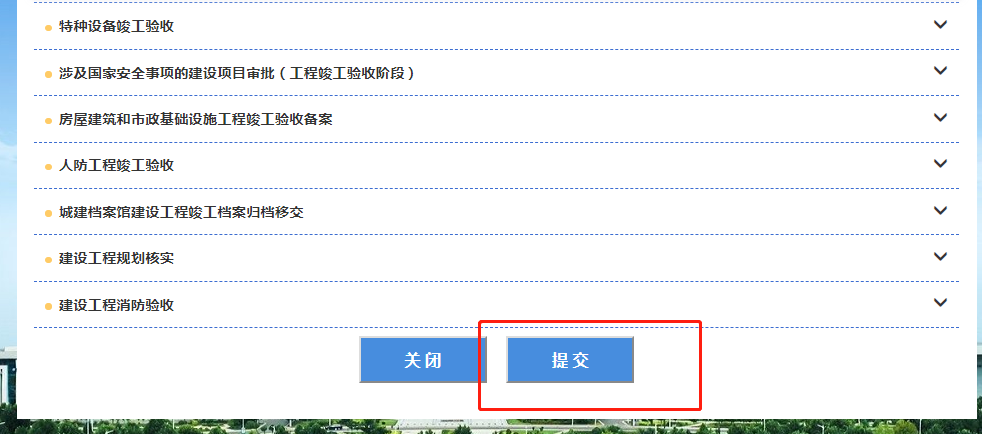 特种设备竣工验收
涉及国家安全事项的建设项目审批（工程竣工验收阶段）
房屋建筑和市政基础设施工程竣工验收备案
人防工程竣工验收
城建档案馆建设工程竣工档案归档移交
建设工程规划核实
建设工程消防验收
关闭 提交